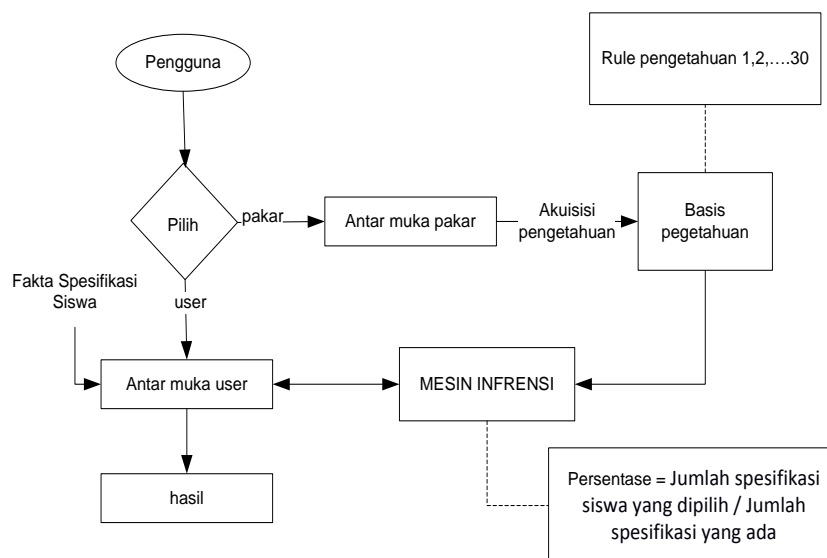 Pengguna
Rule pengetahuan 1,2,….30
Pilih
pakar
Antar muka pakar
Akuisisi
pengetahuan
Basis
pegetahuan
Fakta Spesifikasi
Siswa
user
Antar muka user
MESIN INFRENSI
hasil
Persentase = Jumlah spesifikasi
siswa yang dipilih / Jumlah
spesifikasi yang ada